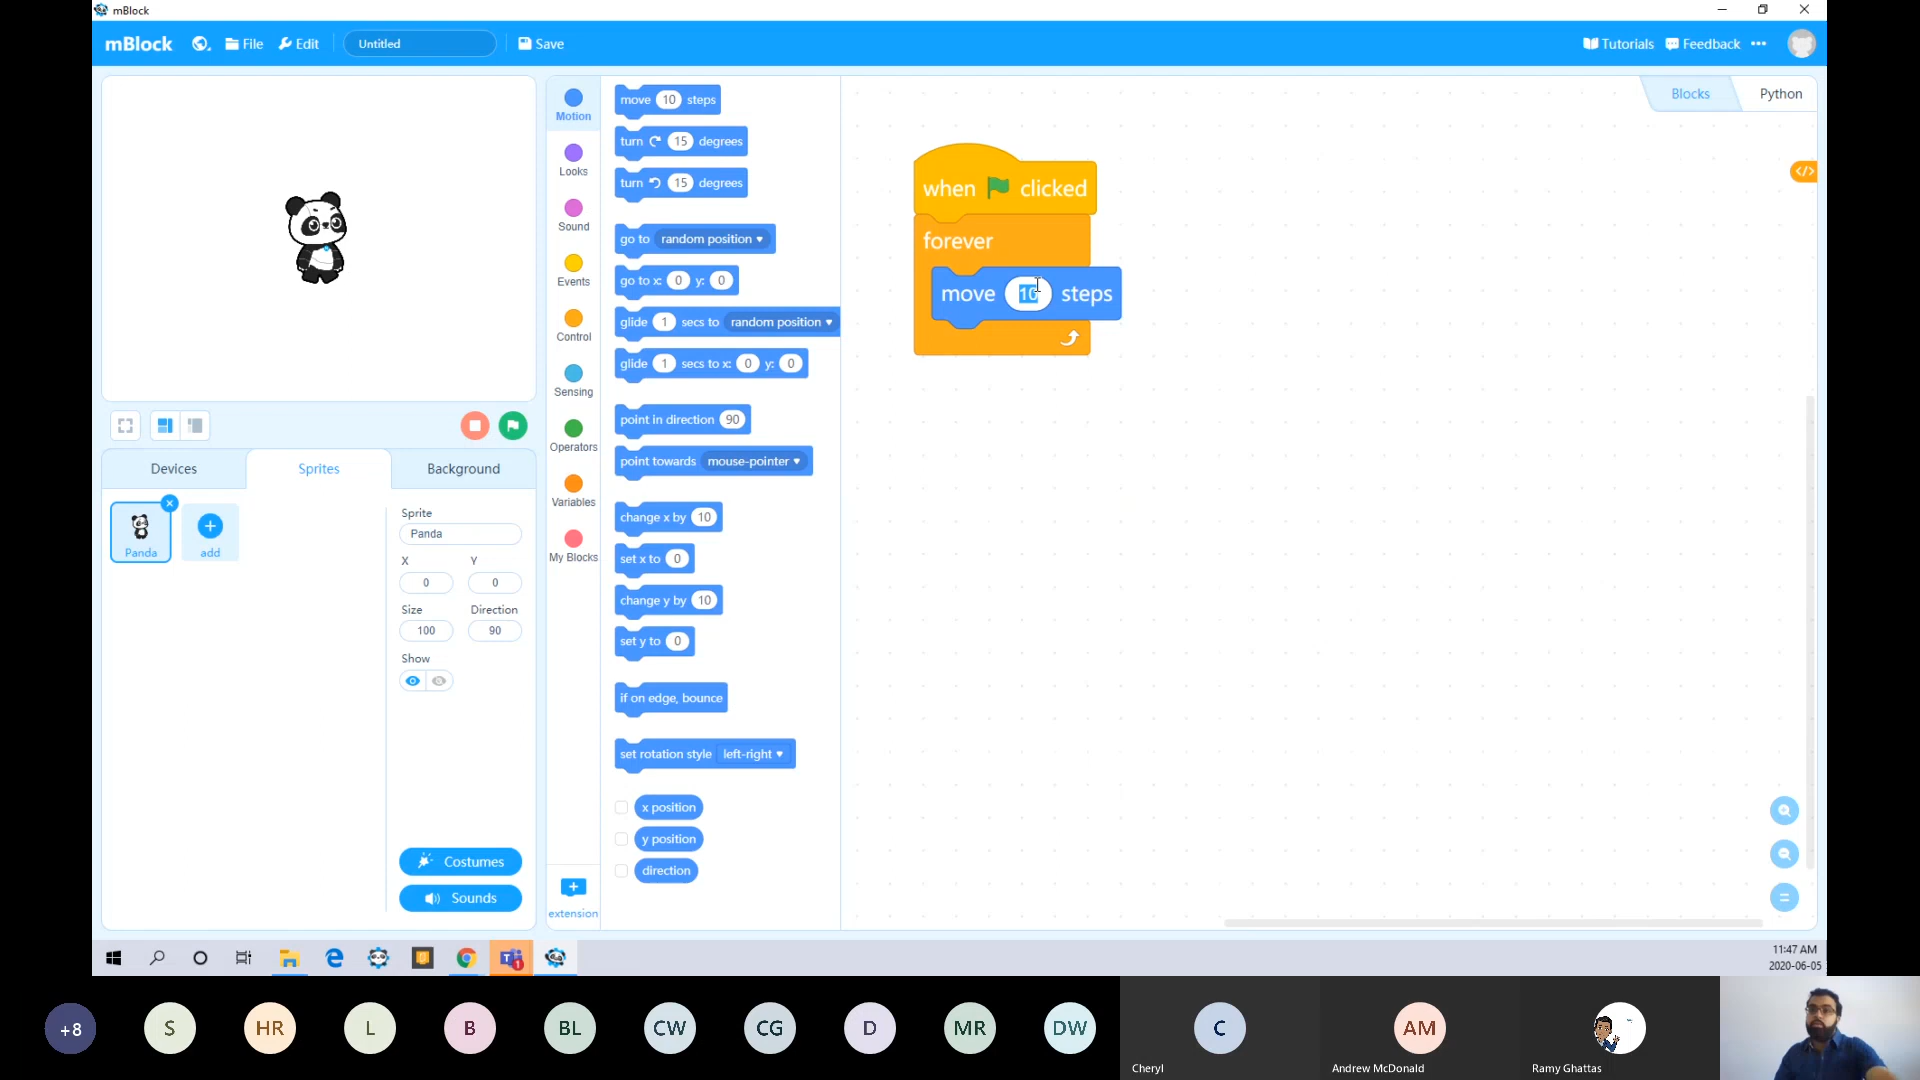 mBlock
mBlock File Edit Untitled Save Tutorials Feedback
Blocks Python
Motion
Looks
Sound
Events
Control
Sensing
Operators
Variables
My Blocks
extension
move 10 steps
turn 15 degrees
turn 15 degrees
go to random position
go to x: 0 y: 0
glide 1 secs to random position
glide 1 secs to x: 0 y: 0
point in direction 90
point towards mouse-pointer
change x by 10
set x to 0
change y by 10
set y to 0
if on edge, bounce
set rotation style left-right
x position
y position
direction
when clicked
forever
move 10 steps
Devices Sprites Background
Panda
add
Sprite
Panda
X Y
0 0
Size Direction
100 90
Show
Costumes
Sounds
1
11:47 AM
2020-06-05
+8 S HR L B BL CW CG D MR DW C AM
Cheryl Andrew McDonald Ramy Ghattas